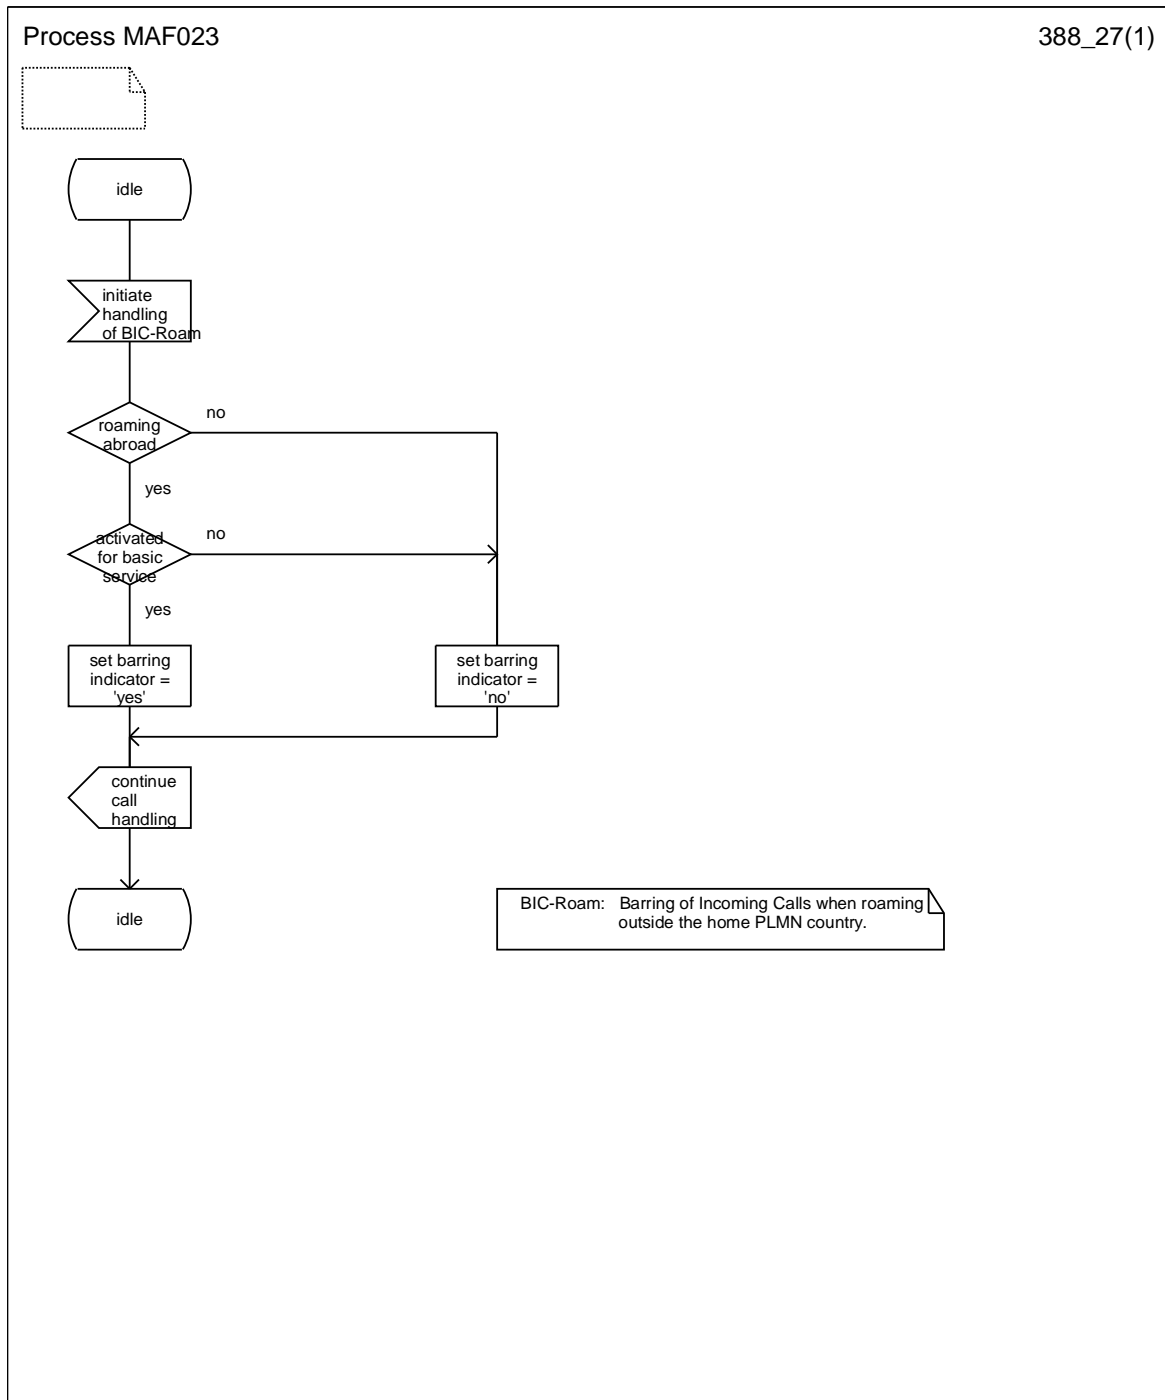 Process MAF023
388_27(1)
idle
initiate
handling
of BIC-Roam
roaming
abroad
no
yes
activated
for basic
service
no
yes
set barring
indicator =
'yes'
set barring
indicator =
'no'
continue
call
handling
idle
BIC-Roam: Barring of Incoming Calls when roaming
outside the home PLMN country.